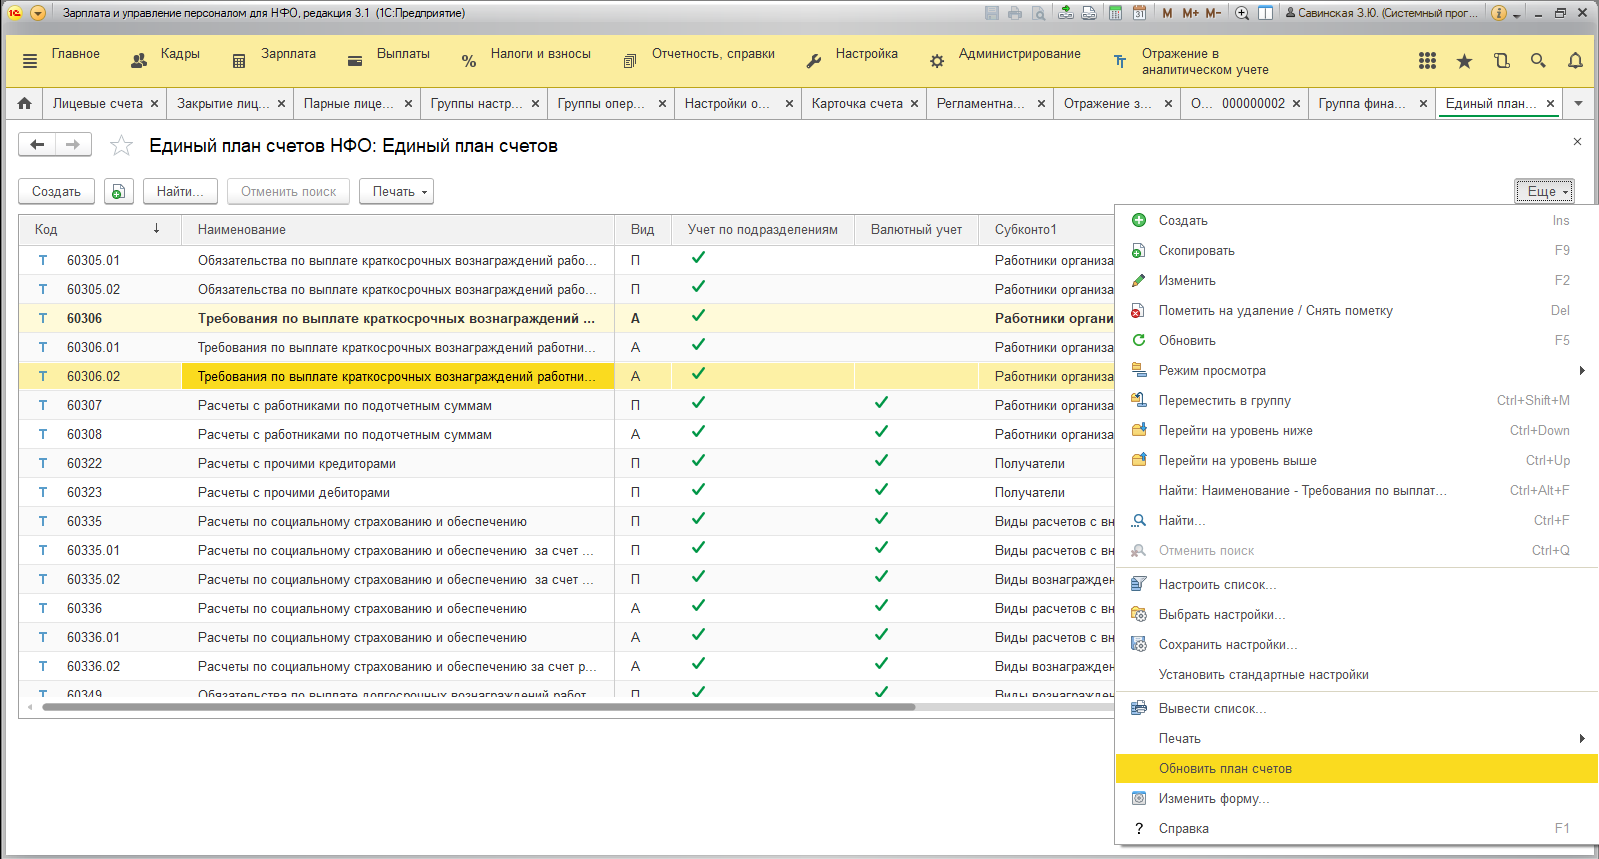 Зарплата и управление персоналом для НФО, редакция 3.1 (1С:Предприятие)
M M+ M-
Савинская З.Ю. (Системный прог...
Главное
Кадры
Зарплата
Выплаты
Налоги и взносы
Отчетность, справки
Настройка
Администрирование
Отражение в
аналитическом учете
Лицевые счета
Закрытие лиц...
Парные лице...
Группы настр...
Группы опер...
Настройки о...
Карточка счета
Регламентна...
Отражение з...
О... 000000002
Группа фина...
Единый план...
Единый план счетов НФО: Единый план счетов
Создать
Найти...
Отменить поиск
Печать
Еще
Код Наименование Вид Учет по подразделениям Валютный учет Субконто1
Т 60305.01 Обязательства по выплате краткосрочных вознаграждений рабо... П Работники организа
Т 60305.02 Обязательства по выплате краткосрочных вознаграждений рабо... П Работники организа
Т 60306 Требования по выплате краткосрочных вознаграждений ... А Работники органи
Т 60306.01 Требования по выплате краткосрочных вознаграждений работни... А Работники организа
Т 60306.02 Требования по выплате краткосрочных вознаграждений работни... А Работники организа
Т 60307 Расчеты с работниками по подотчетным суммам П Работники организа
Т 60308 Расчеты с работниками по подотчетным суммам А Работники организа
Т 60322 Расчеты с прочими кредиторами П Получатели
Т 60323 Расчеты с прочими дебиторами П Получатели
Т 60335 Расчеты по социальному страхованию и обеспечению П Виды расчетов с вн
Т 60335.01 Расчеты по социальному страхованию и обеспечению за счет ... П Виды расчетов с вн
Т 60335.02 Расчеты по социальному страхованию и обеспечению за счет ... П Виды вознагражден
Т 60336 Расчеты по социальному страхованию и обеспечению А Виды расчетов с вн
Т 60336.01 Расчеты по социальному страхованию и обеспечению А Виды расчетов с вн
Т 60336.02 Расчеты по социальному страхованию и обеспечению за счет р... А Виды вознагражден
Т 60349 Обязательства по выплате долгосрочных вознаграждений работ... П Виды вознагражден
Создать Ins
Скопировать F9
Изменить F2
Пометить на удаление / Снять пометку Del
Обновить F5
Режим просмотра
Переместить в группу Ctrl+Shift+M
Перейти на уровень ниже Ctrl+Down
Перейти на уровень выше Ctrl+Up
Найти: Наименование - Требования по выплат... Ctrl+Alt+F
Найти... Ctrl+F
Отменить поиск Ctrl+Q
Настроить список...
Выбрать настройки...
Сохранить настройки...
Установить стандартные настройки
Вывести список...
Печать
Обновить план счетов
Изменить форму...
? Справка F1